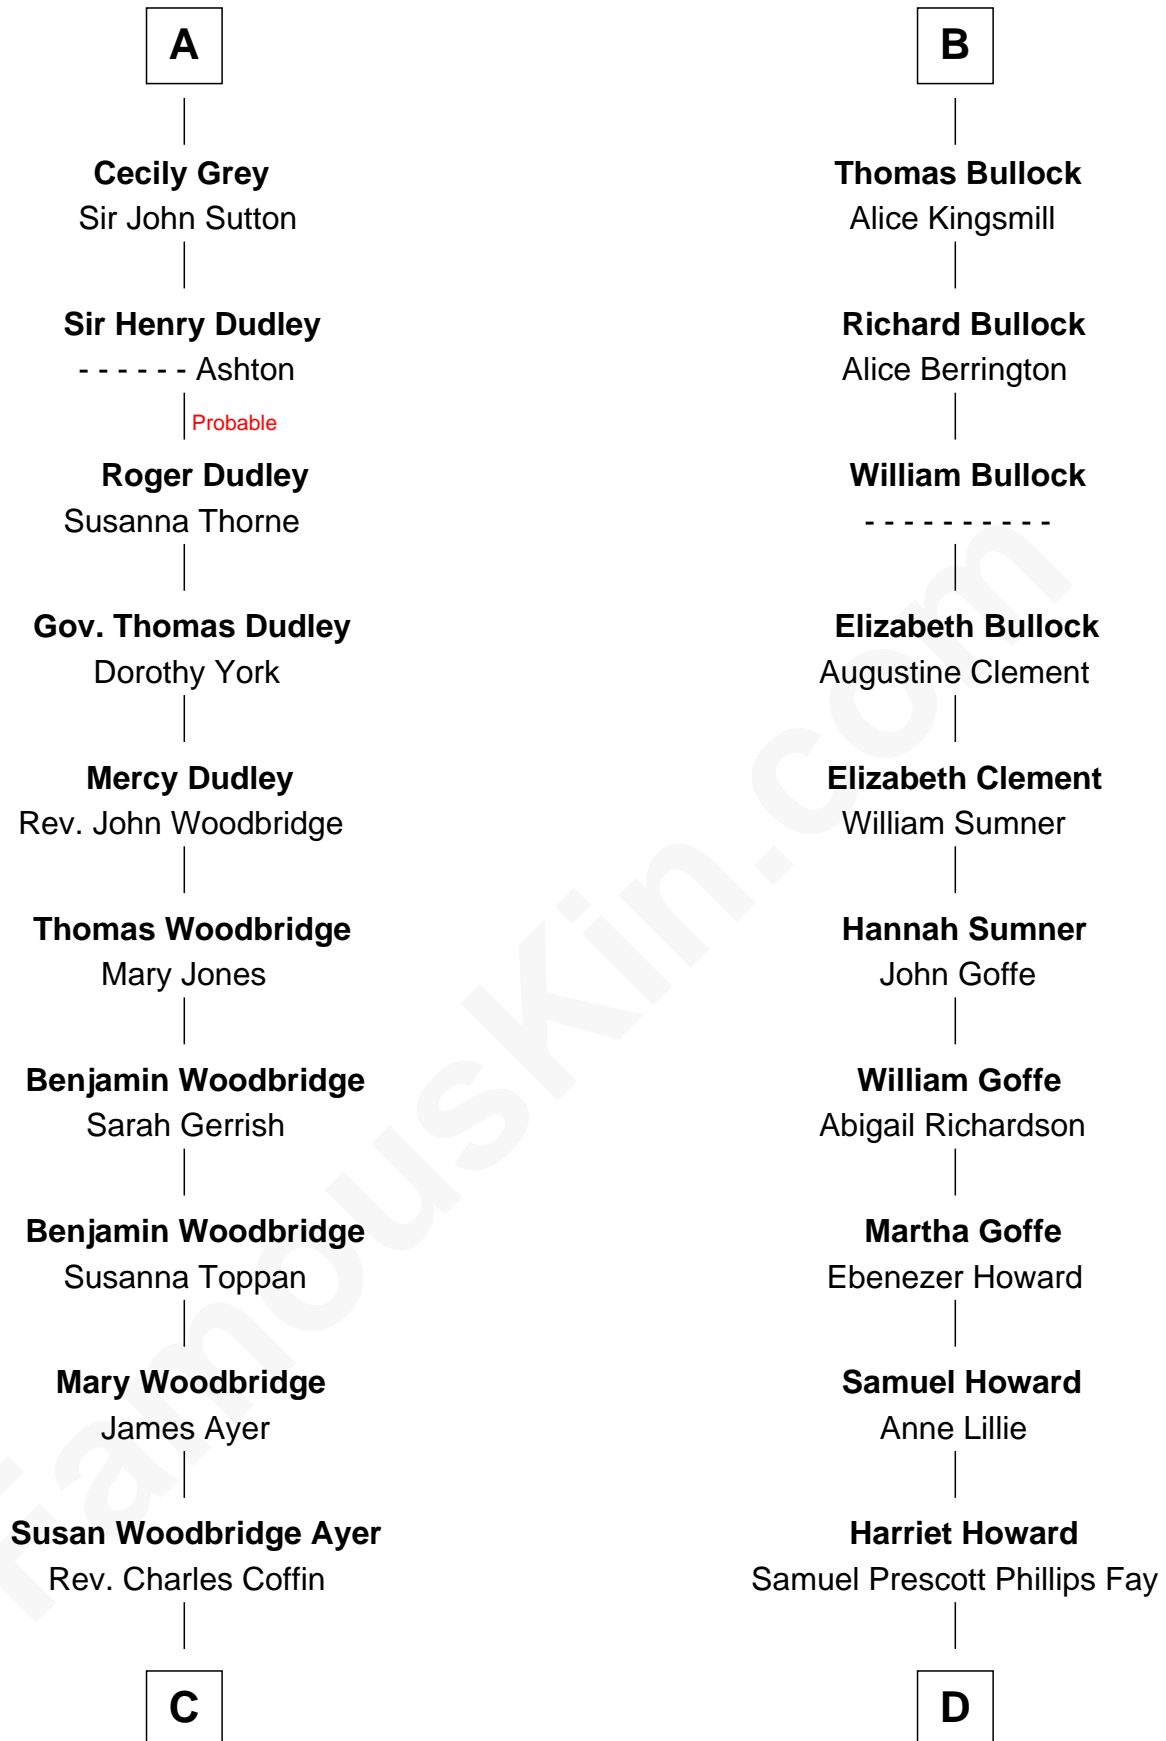 A
Cecily Grey
Sir John Sutton
Sir Henry Dudley
- - - - - - Ashton
Probable
Roger Dudley
Susanna Thorne
Gov. Thomas Dudley
Dorothy York
Mercy Dudley
Rev. John Woodbridge
Thomas Woodbridge
Mary Jones
Benjamin Woodbridge
Sarah Gerrish
Benjamin Woodbridge
Susanna Toppan
Mary Woodbridge
James Ayer
Susan Woodbridge Ayer
Rev. Charles Coffin
C
B
Thomas Bullock
Alice Kingsmill
Richard Bullock
Alice Berrington
William Bullock
- - - - - - - - - -
Elizabeth Bullock
Augustine Clement
Elizabeth Clement
William Sumner
Hannah Sumner
John Goffe
William Goffe
Abigail Richardson
Martha Goffe
Ebenezer Howard
Samuel Howard
Anne Lillie
Harriet Howard
Samuel Prescott Phillips Fay
D
FamousKin.com